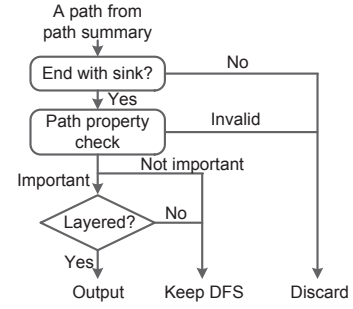 A path from
path summary
End with sink?
No
Yes
Path property
check
Invalid
Not important
Important
Layered?
No
Yes
Output
Keep DFS
Discard